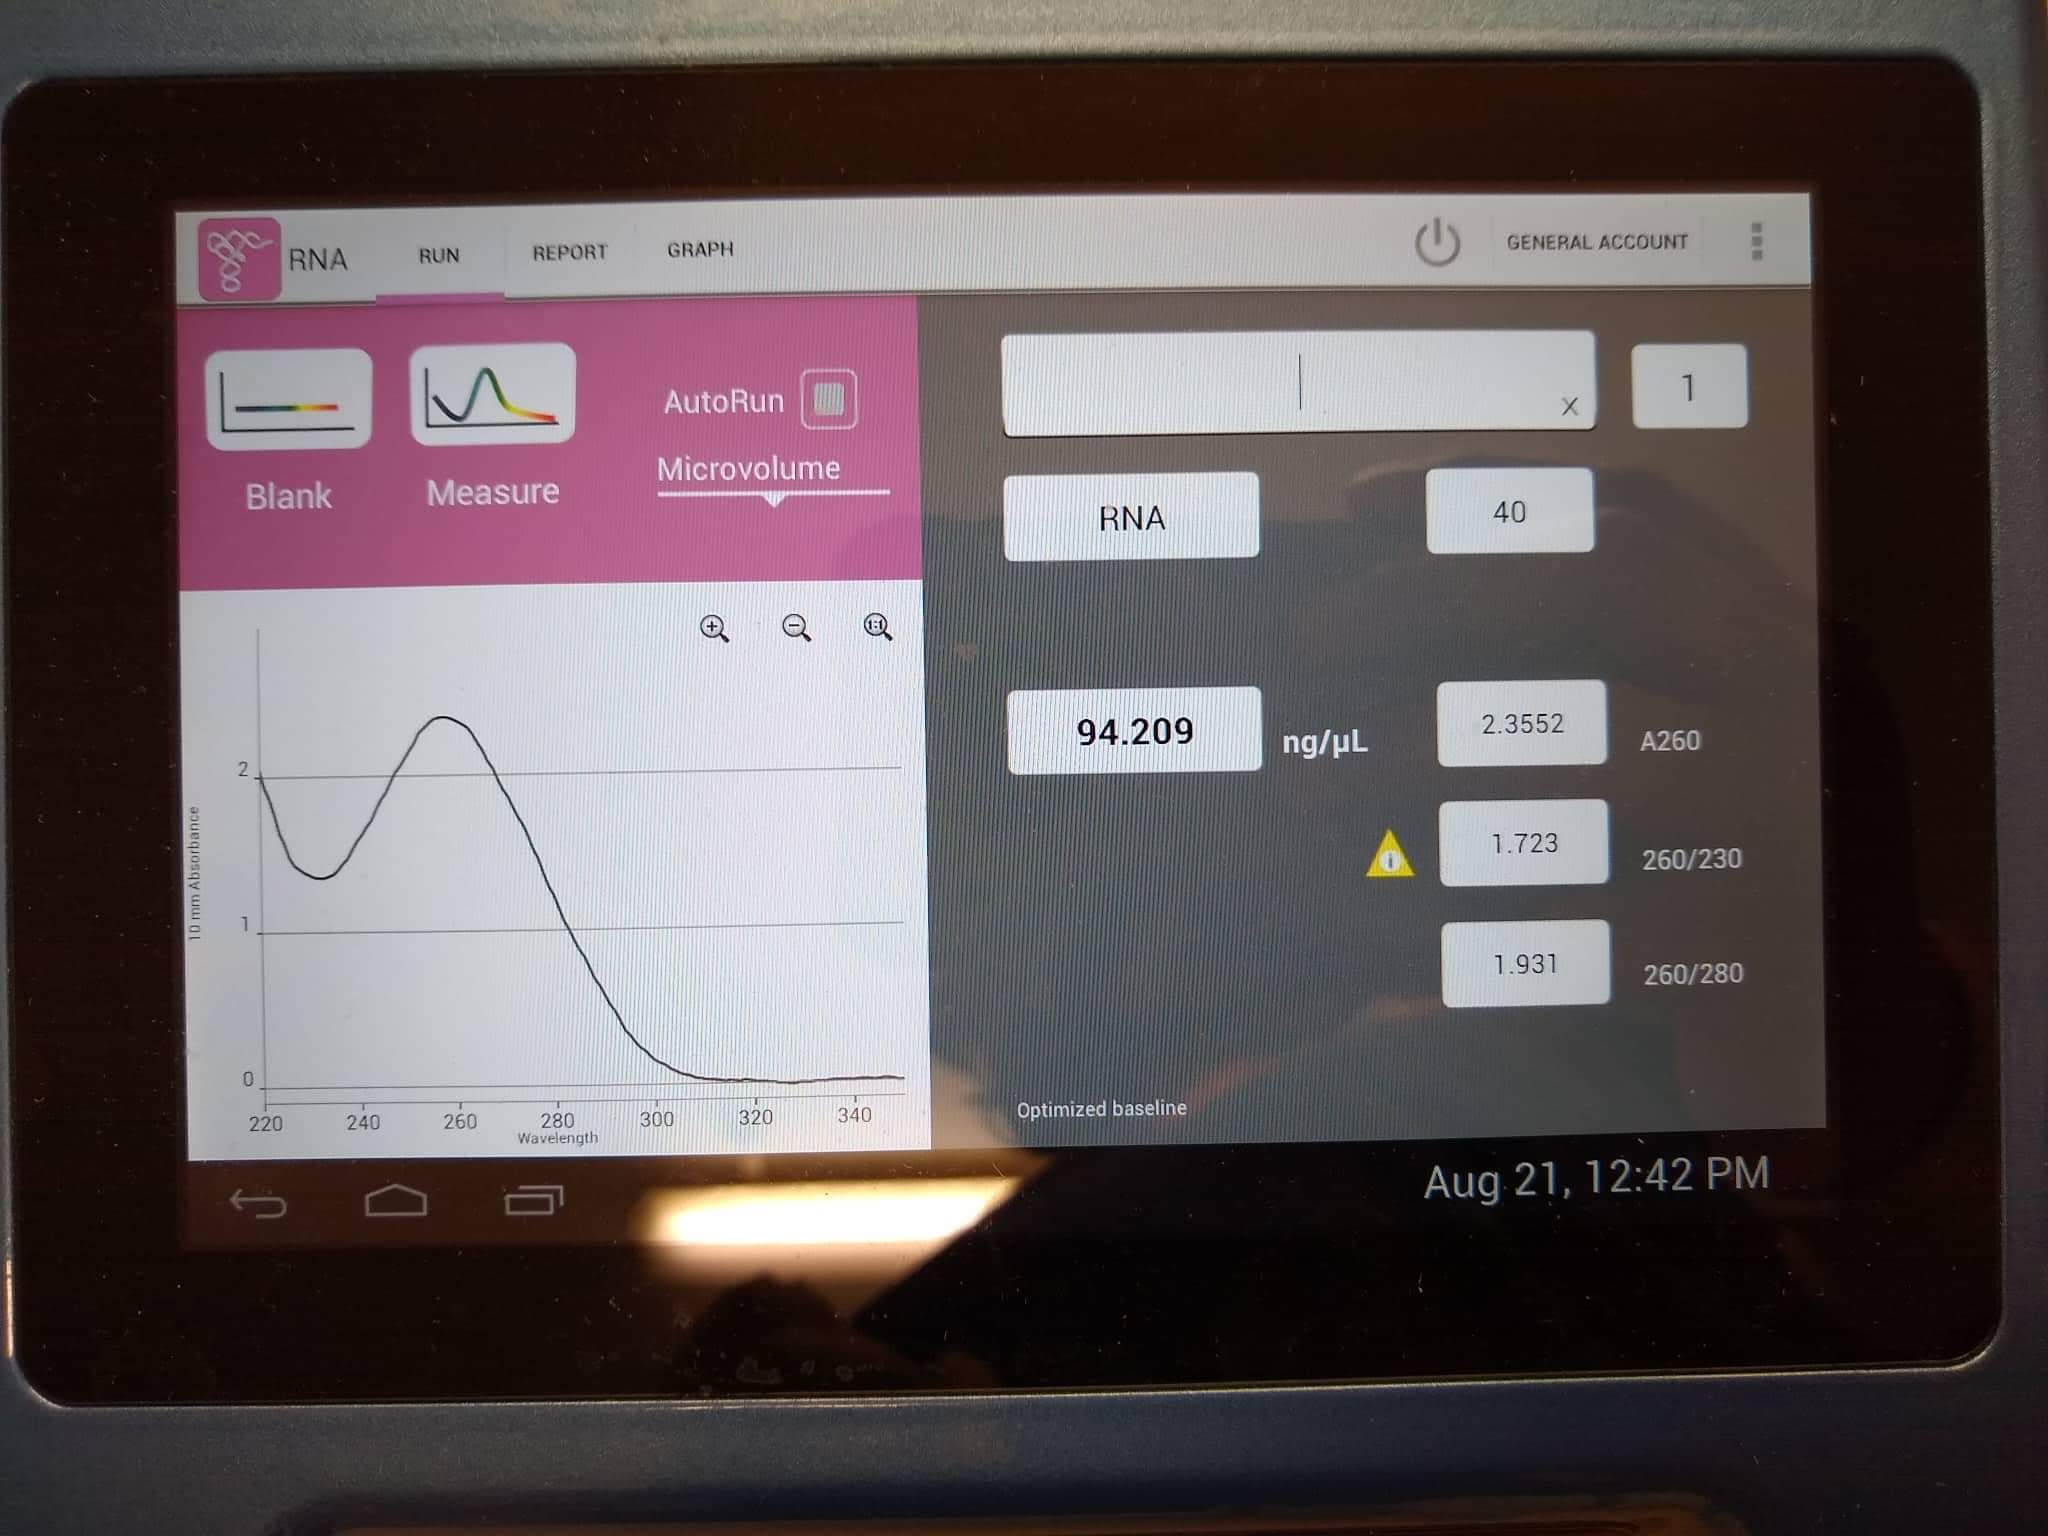 RNA RUN REPORT GRAPH GENERAL ACCOUNT
Blank Measure
AutoRun
Microvolume
x
1
RNA 40
94.209 ng/µL
2.3552 A260
1.723 260/230
1.931 260/280
Optimized baseline
1:1
10 mm Absorbance
2
1
0
220 240 260 280 300 320 340
Wavelength
Aug 21, 12:42 PM